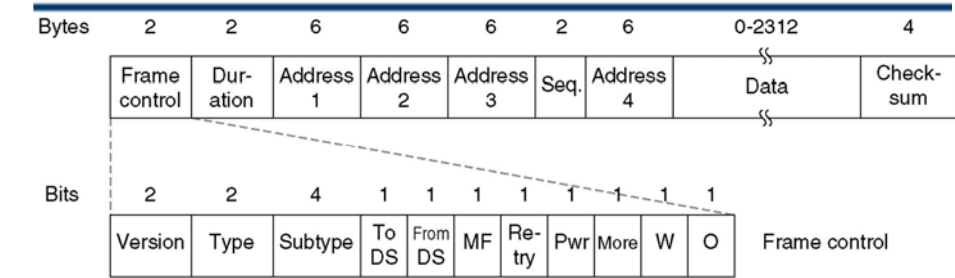 Bytes 2 2 6 6 6 2 6 0-2312 4
Frame control Dur-ation Address 1 Address 2 Address 3 Seq. Address 4 Data Check-sum
Bits 2 2 4 1 1 1 1 1 1 1 1
Version Type Subtype To DS From DS MF Re-try Pwr More W O Frame control